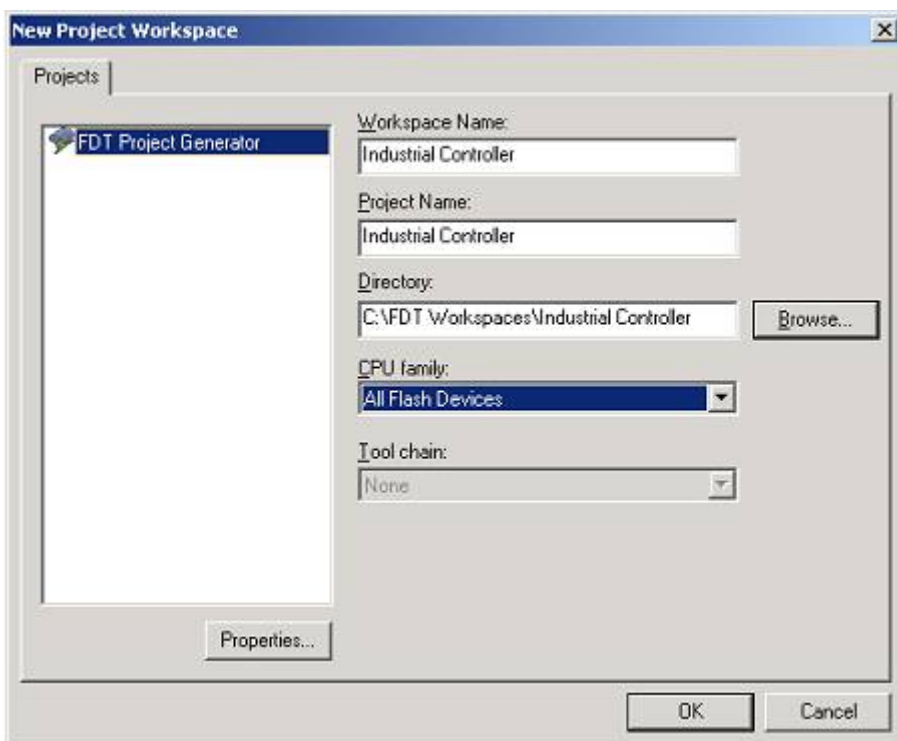 New Project Workspace
Projects
FDT Project Generator
Workspace Name:
Industrial Controller
Project Name:
Industrial Controller
Directory:
C:\FDT Workspaces\Industrial Controller
Browse...
CPU family:
All Flash Devices
Tool chain:
None
Properties...
OK
Cancel